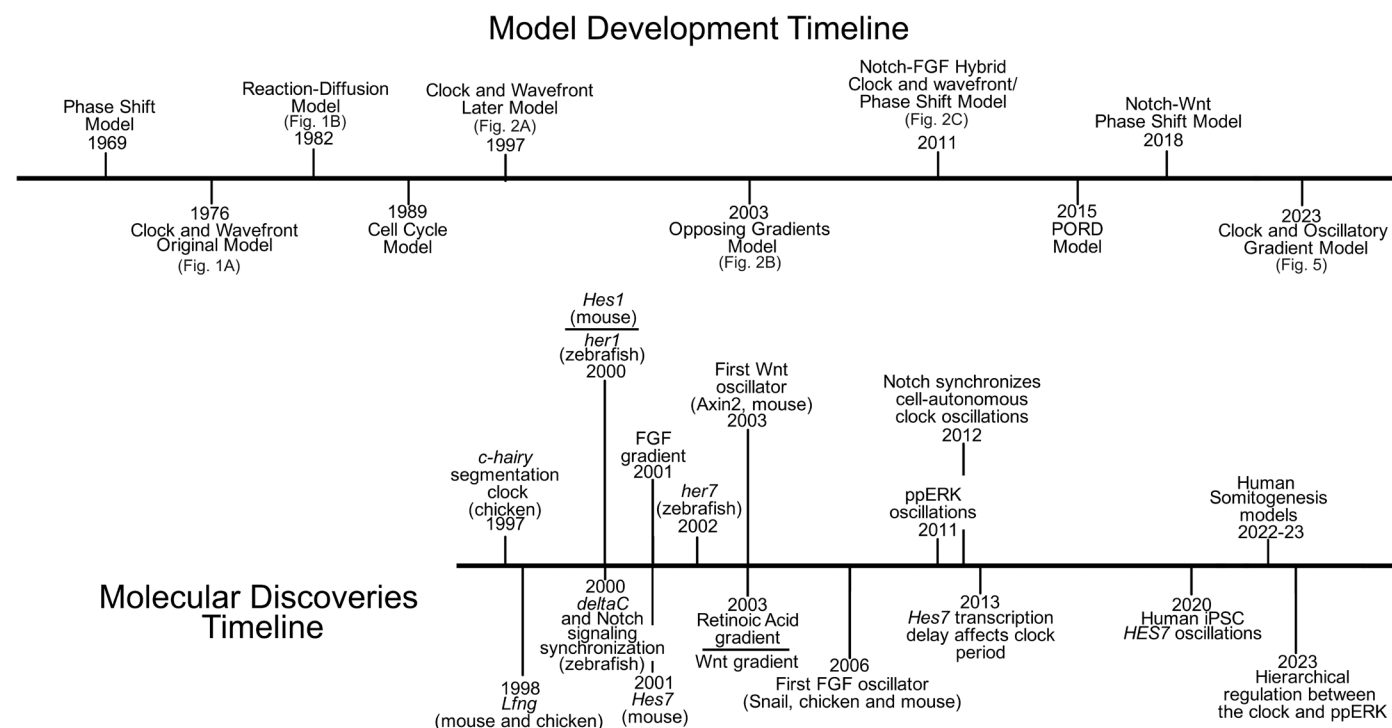 Model Development Timeline
Phase Shift
Model
1969
Reaction-Diffusion
Model
(Fig. 1B)
1982
Clock and Wavefront
Later Model
(Fig. 2A)
1997
Notch-FGF Hybrid
Clock and wavefront/
Phase Shift Model
(Fig. 2C)
2011
Notch-Wnt
Phase Shift Model
2018
1976
Clock and Wavefront
Original Model
(Fig. 1A)
1989
Cell Cycle
Model
2003
Opposing Gradients
Model
(Fig. 2B)
2015
PORD
Model
2023
Clock and Oscillatory
Gradient Model
(Fig. 5)
Molecular Discoveries
Timeline
c-hairy
segmentation
clock
(chicken)
1997
Hes1
(mouse)
her1
(zebrafish)
2000
FGF
gradient
2001
her7
(zebrafish)
2002
First Wnt
oscillator
(Axin2, mouse)
2003
ppERK
oscillations
2011
Notch synchronizes
cell-autonomous
clock oscillations
2012
Human
Somitogenesis
models
2022-23
1998
Lfng
(mouse and chicken)
2000
deltaC
and Notch
signaling
synchronization
(zebrafish)
2001
Hes7
(mouse)
2003
Retinoic Acid
gradient
Wnt gradient
2006
First FGF oscillator
(Snail, chicken and mouse)
2013
Hes7 transcription
delay affects clock
period
2020
Human iPSC
HES7 oscillations
2023
Hierarchical
regulation between
the clock and ppERK